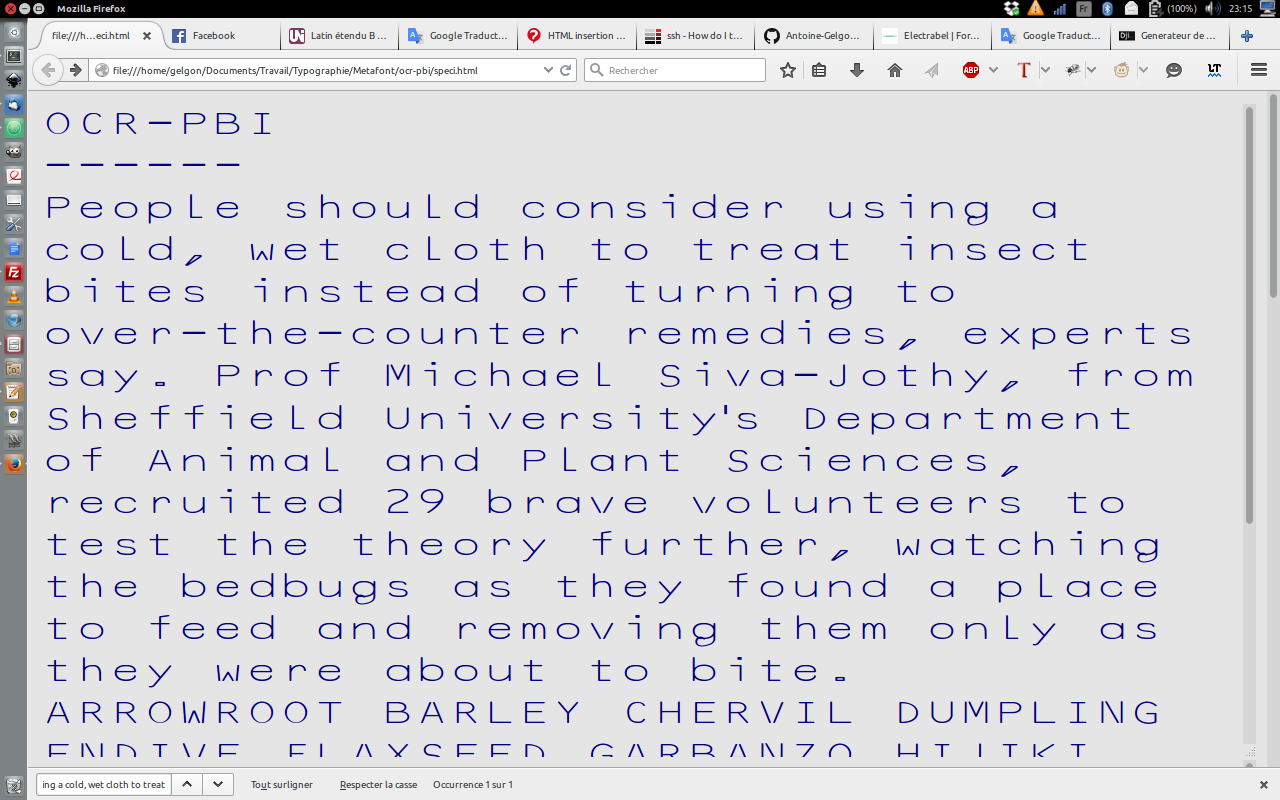 Mozilla Firefox
Fr
(100%)
23:15
file:///h...eci.html
Facebook
Latin étendu B ...
Google Traduct...
HTML insertion ...
ssh - How do I t...
Antoine-Gelgo...
Electrabel | For...
Google Traduct...
Generateur de ...
file:///home/gelgon/Documents/Travail/Typographie/Metafont/ocr-pbi/speci.html
Rechercher
ABP
T
LT
OCR-PBI
------
People should consider using a
cold, wet cloth to treat insect
bites instead of turning to
over-the-counter remedies, experts
say. Prof Michael Siva-Jothy, from
Sheffield University's Department
of Animal and Plant Sciences,
recruited 29 brave volunteers to
test the theory further, watching
the bedbugs as they found a place
to feed and removing them only as
they were about to bite.
ARROWROOT BARLEY CHERVIL DUMPLING
ENDIVE FLAXSEED GARBANZO HIJIKI
ing a cold, wet cloth to treat
Tout surligner
Respecter la casse
Occurrence 1 sur 1